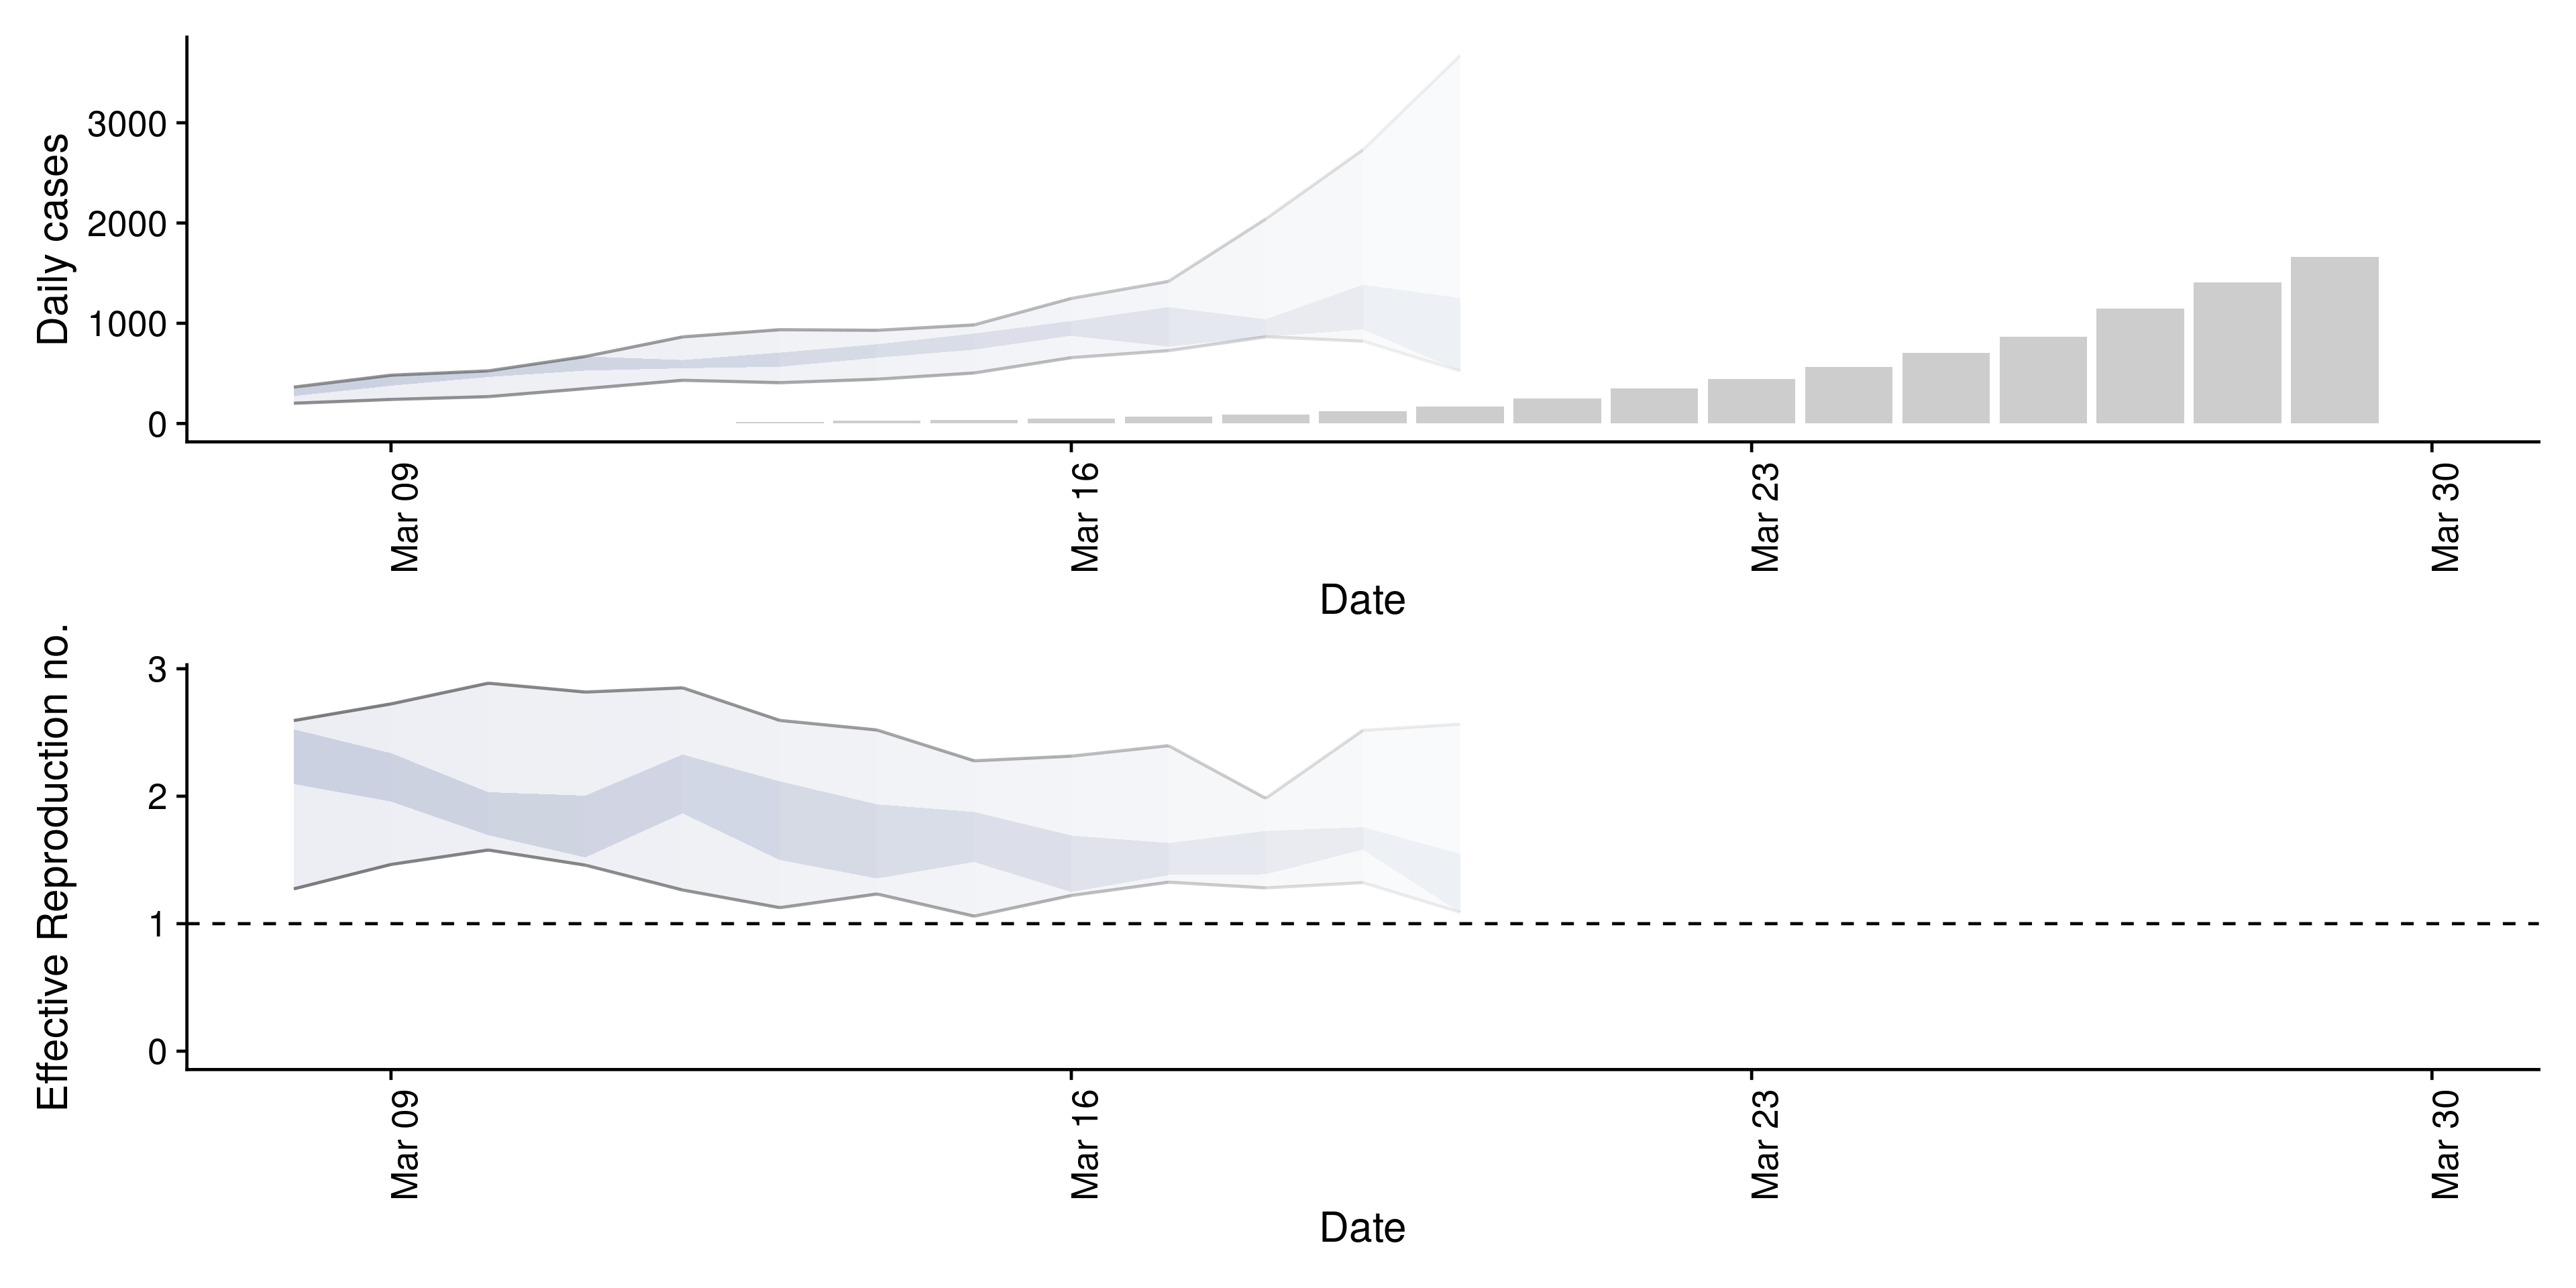 Daily cases
3000
2000
1000
0
Mar 09
Mar 16
Mar 23
Mar 30
Date
Effective Reproduction no.
3
2
1
0
Mar 09
Mar 16
Mar 23
Mar 30
Date